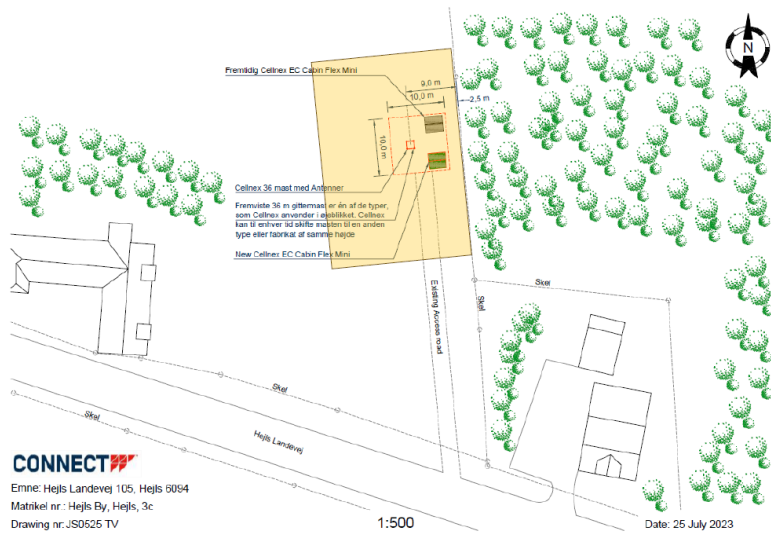 N
Fremtidig Cellnex EC Cabin Flex Mini
9,0 m
10,0 m
2,5 m
10,0 m
Cellnex 36 mast med Antenner
Fremviste 36 m gittermast er én af de typer,
som Cellnex anvender i øjeblikket. Cellnex
kan til enhver tid skifte masten til en anden
type eller fabrikat af samme højde
New Cellnex EC Cabin Flex Mini
Existing Access road
Skel
Skel
Skel
Skel
Hejls Landevej
CONNECT
Emne: Hejls Landevej 105, Hejls 6094
Matrikel nr.: Hejls By, Hejls, 3c
Drawing nr: JS0525 TV
1:500
Date: 25 July 2023